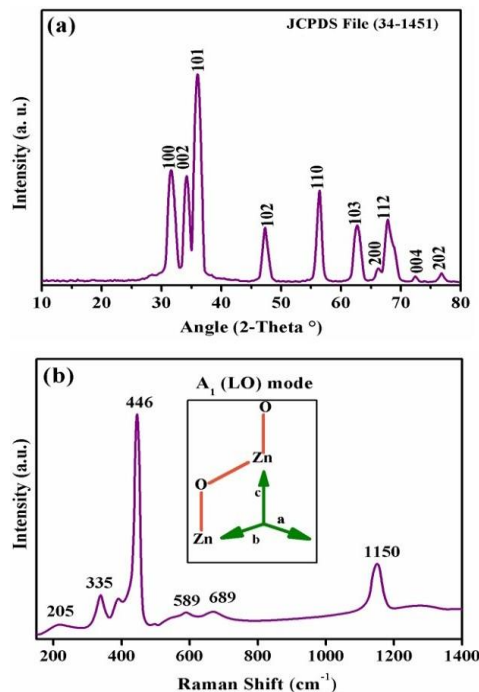 (a)
JCPDS File (34-1451)
101
100
002
110
102
103
112
200
004
202
Intensity (a. u.)
10 20 30 40 50 60 70 80
Angle (2-Theta °)
(b)
A1 (LO) mode
446
O
Zn
O
c
a
b
Zn
335
205
589
689
1150
Intensity (a.u.)
200 400 600 800 1000 1200 1400
Raman Shift (cm-1)